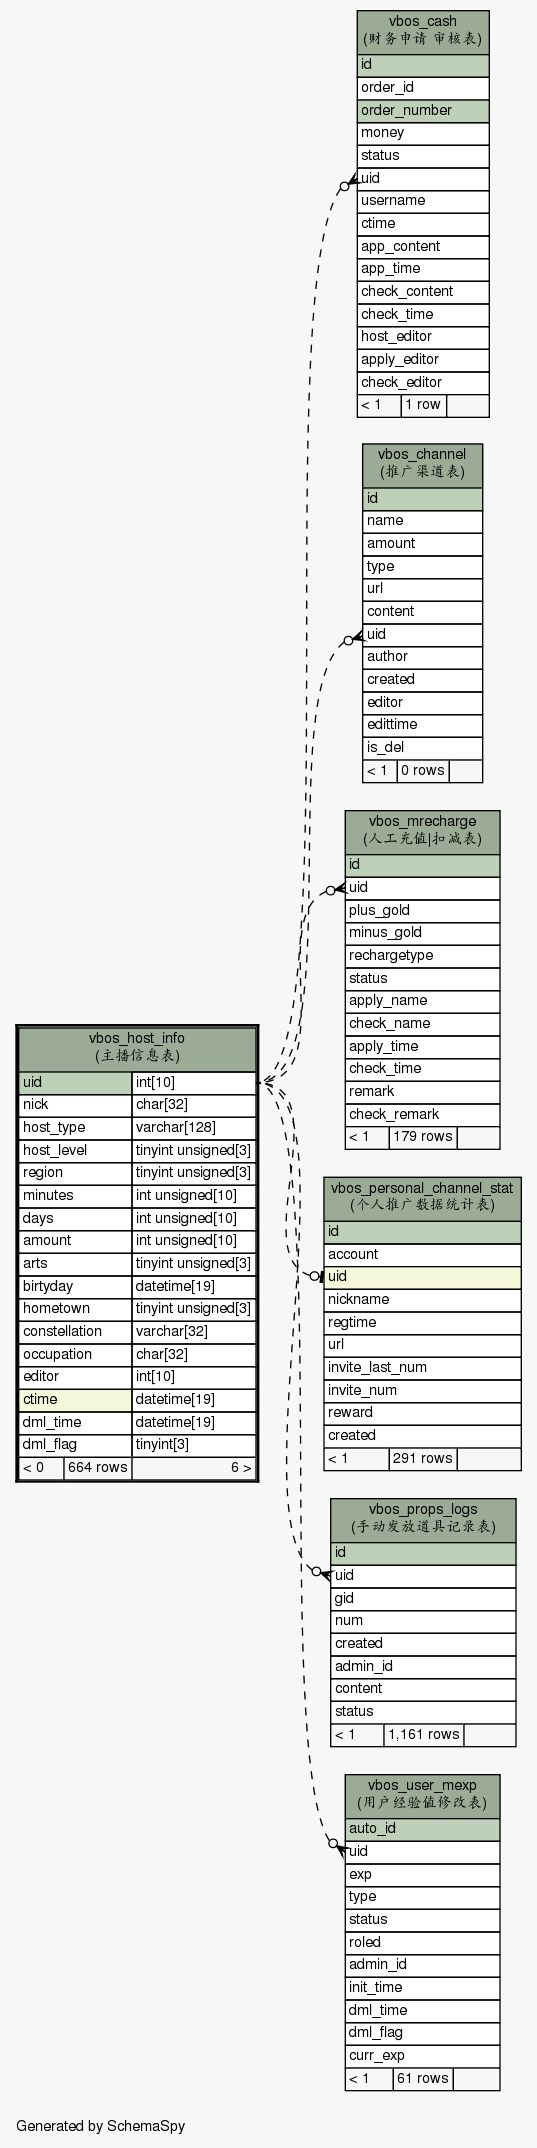 vbos_cash
(财务申请 审核表)
id
order_id
order_number
money
status
uid
username
ctime
app_content
app_time
check_content
check_time
host_editor
apply_editor
check_editor
< 1 1 row
vbos_channel
(推广渠道表)
id
name
amount
type
url
content
uid
author
created
editor
edittime
is_del
< 1 0 rows
vbos_mrecharge
(人工充值|扣减表)
id
uid
plus_gold
minus_gold
rechargetype
status
apply_name
check_name
apply_time
check_time
remark
check_remark
< 1 179 rows
vbos_host_info
(主播信息表)
uid int[10]
nick char[32]
host_type varchar[128]
host_level tinyint unsigned[3]
region tinyint unsigned[3]
minutes int unsigned[10]
days int unsigned[10]
amount int unsigned[10]
arts tinyint unsigned[3]
birtyday datetime[19]
hometown tinyint unsigned[3]
constellation varchar[32]
occupation char[32]
editor int[10]
ctime datetime[19]
dml_time datetime[19]
dml_flag tinyint[3]
< 0 664 rows 6 >
vbos_personal_channel_stat
(个人推广数据统计表)
id
account
uid
nickname
regtime
url
invite_last_num
invite_num
reward
created
< 1 291 rows
vbos_props_logs
(手动发放道具记录表)
id
uid
gid
num
created
admin_id
content
status
< 1 1,161 rows
vbos_user_mexp
(用户经验值修改表)
auto_id
uid
exp
type
status
roled
admin_id
init_time
dml_time
dml_flag
curr_exp
< 1 61 rows
Generated by SchemaSpy